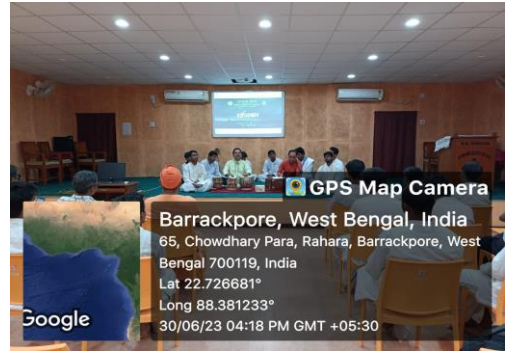 GPS Map Camera
Barrackpore, West Bengal, India
65, Chowdhary Para, Rahara, Barrackpore, West
Bengal 700119, India
Lat 22.726681°
Long 88.381233°
30/06/23 04:18 PM GMT +05:30
Google